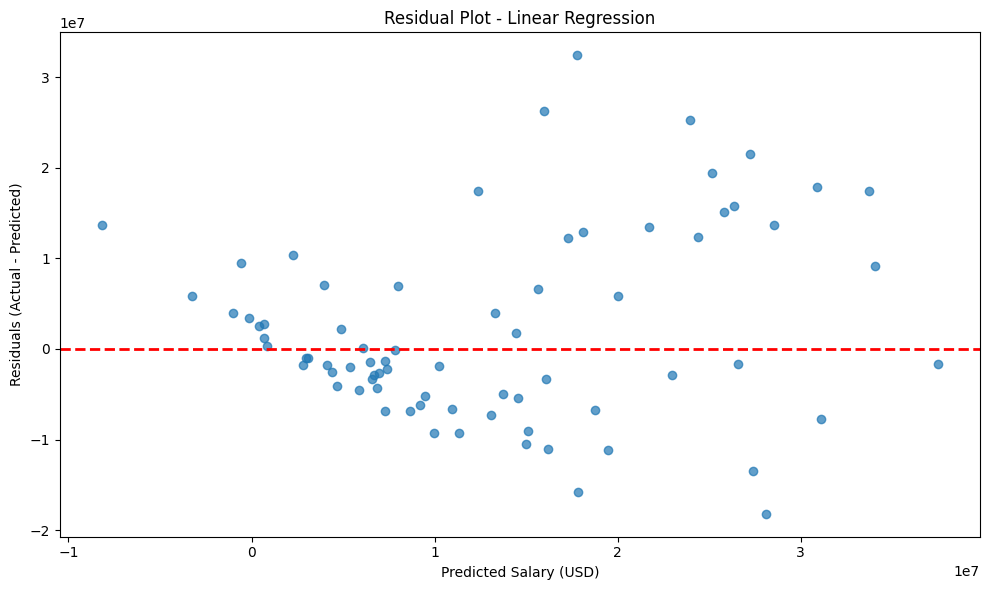 Residual Plot - Linear Regression
1e7
3
2
1
0
−1
−2
Residuals (Actual - Predicted)
−1
0
1
2
3
1e7
Predicted Salary (USD)